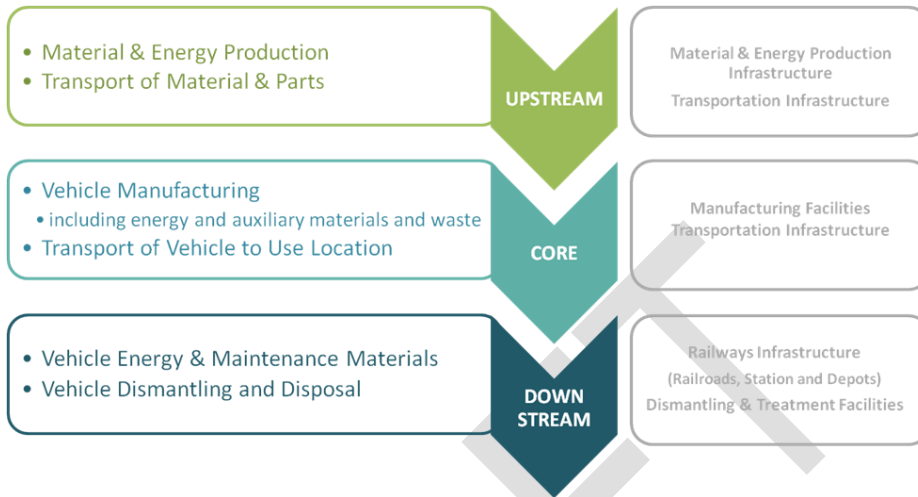 • Material & Energy Production
• Transport of Material & Parts
UPSTREAM
Material & Energy Production
Infrastructure
Transportation Infrastructure
• Vehicle Manufacturing
• including energy and auxiliary materials and waste
• Transport of Vehicle to Use Location
CORE
Manufacturing Facilities
Transportation Infrastructure
• Vehicle Energy & Maintenance Materials
• Vehicle Dismantling and Disposal
DOWN
STREAM
Railways Infrastructure
(Railroads, Station and Depots)
Dismantling & Treatment Facilities